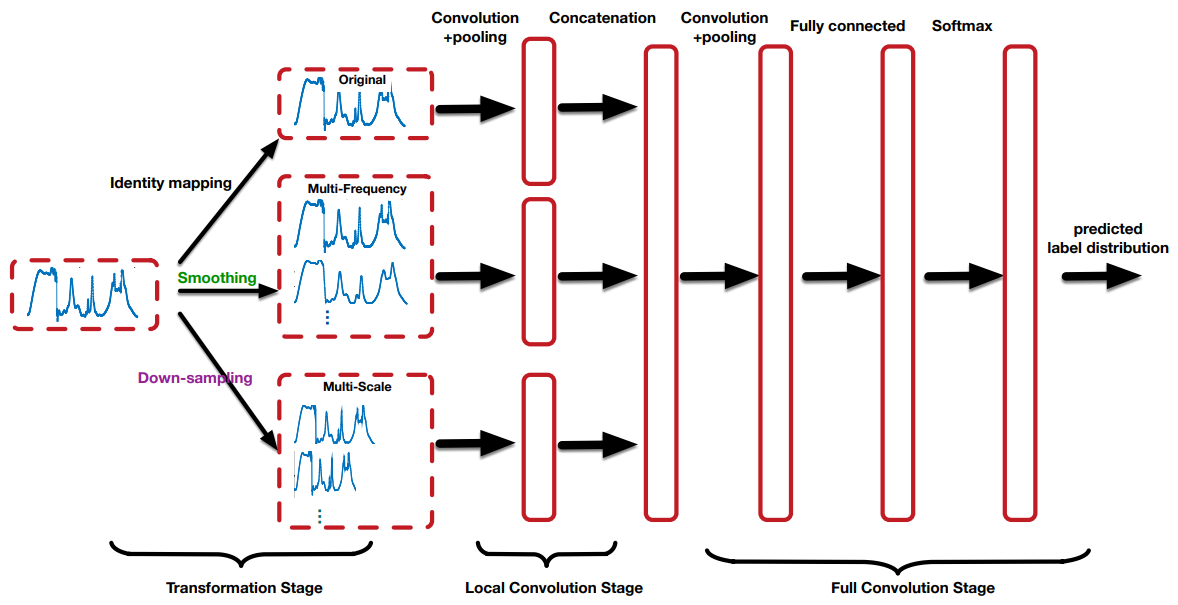 Convolution
+pooling
Concatenation
Convolution
+pooling
Fully connected
Softmax
Original
Identity mapping
Multi-Frequency
Smoothing
predicted
label distribution
Down-sampling
Multi-Scale
Transformation Stage
Local Convolution Stage
Full Convolution Stage